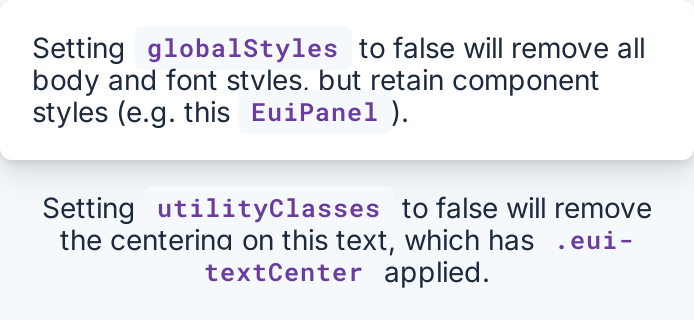 Setting globalStyles to false will remove all
body and font styles, but retain component
styles (e.g. this EuiPanel ).
Setting utilityClasses to false will remove
the centering on this text, which has .eui-
textCenter applied.